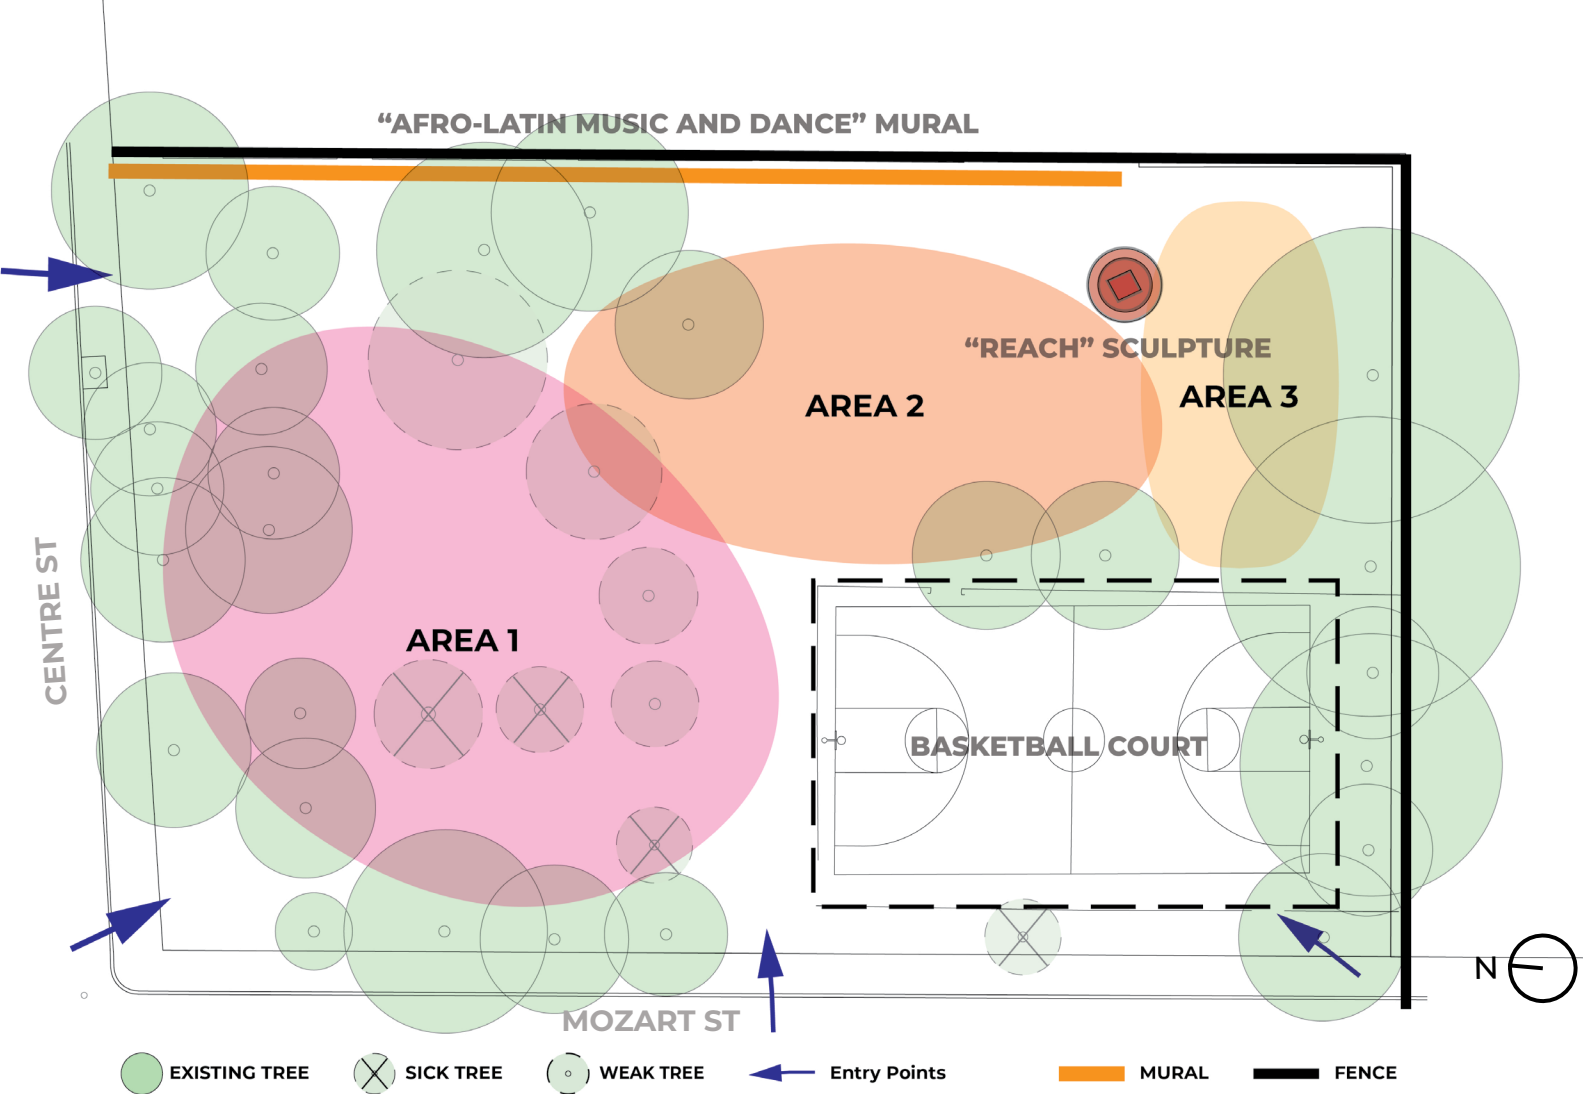 “AFRO-LATIN MUSIC AND DANCE” MURAL
“REACH” SCULPTURE
AREA 2
AREA 3
CENTRE ST
AREA 1
BASKETBALL COURT
N
MOZART ST
EXISTING TREE
SICK TREE
WEAK TREE
Entry Points
MURAL
FENCE